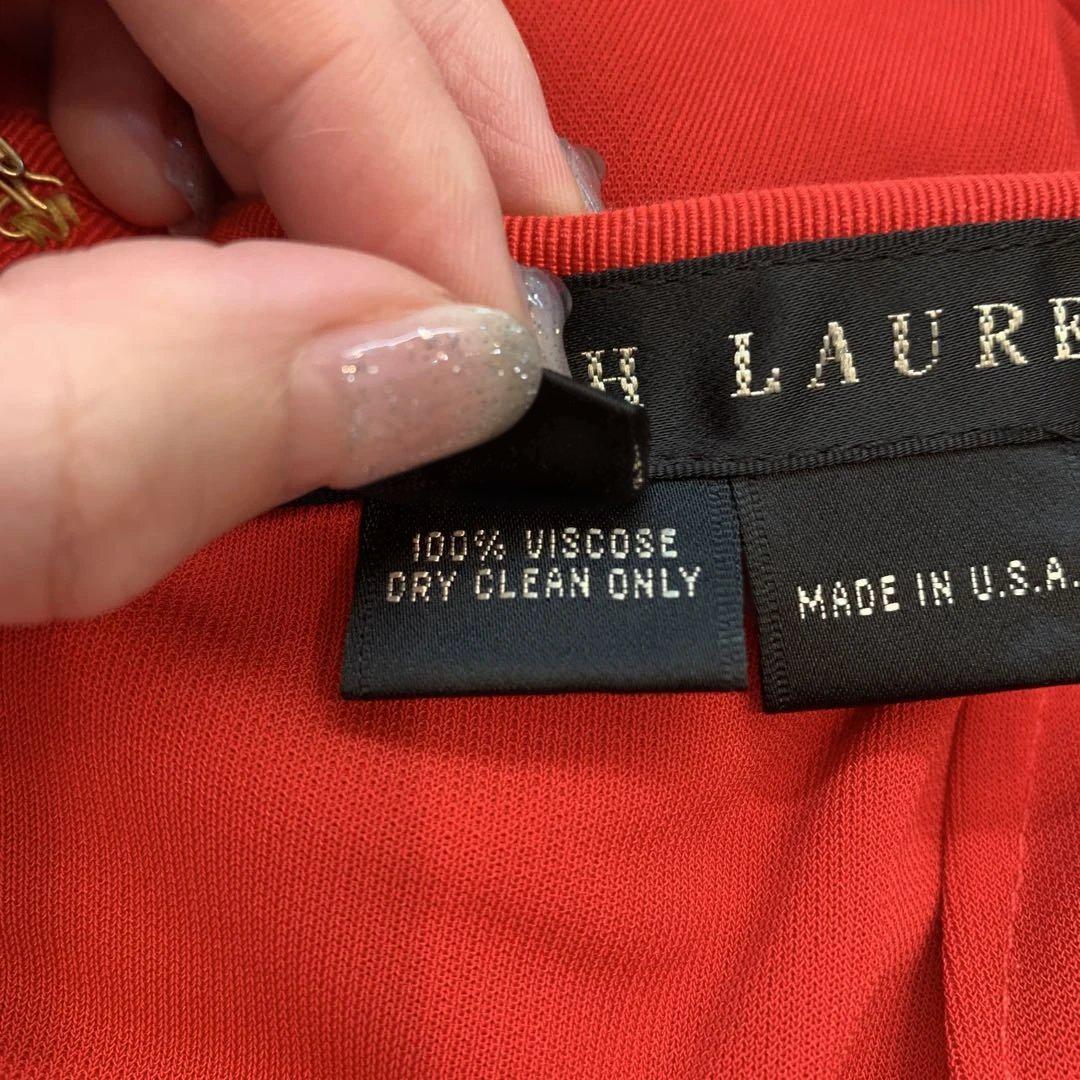 H LAURE
100% VISCOSE
DRY CLEAN ONLY
MADE IN U.S.A.